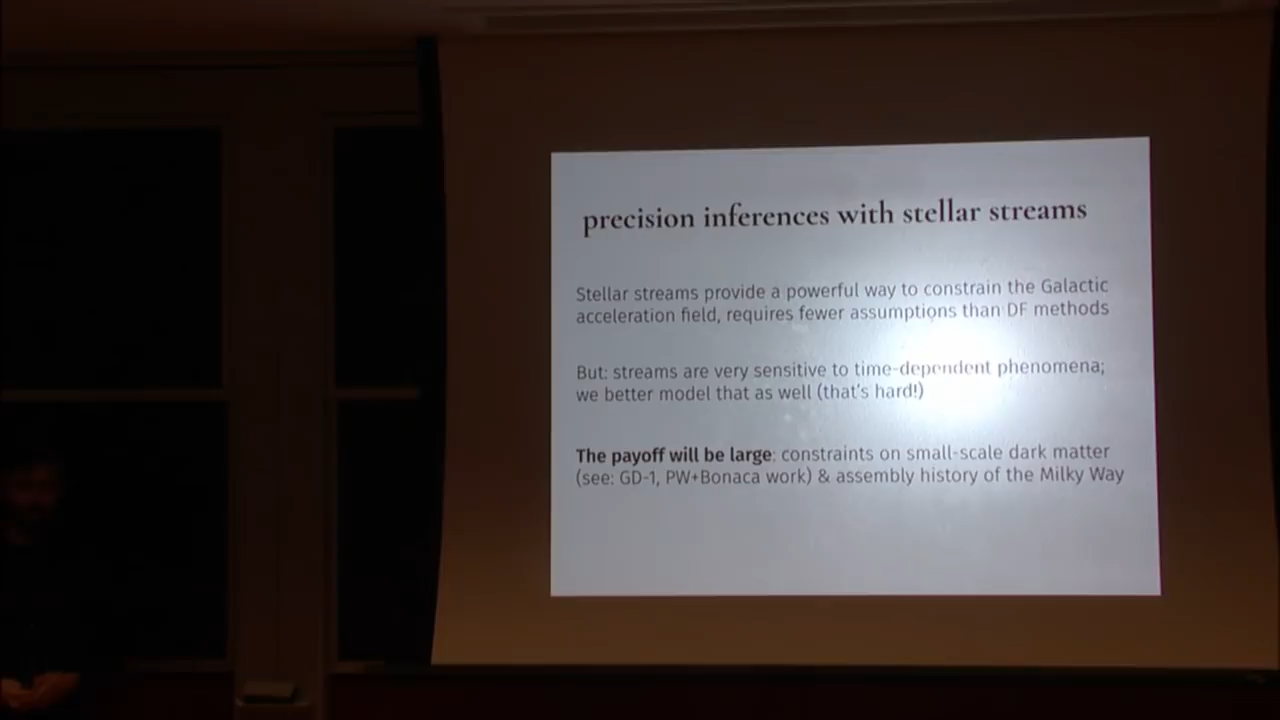 precision inferences with stellar streams
Stellar streams provide a powerful way to constrain the Galactic
acceleration field, requires fewer assumptions than DF methods
But: streams are very sensitive to time-dependent phenomena;
we better model that as well (that's hard!)
The payoff will be large: constraints on small-scale dark matter
(see: GD-1, PW+Bonaca work) & assembly history of the Milky Way